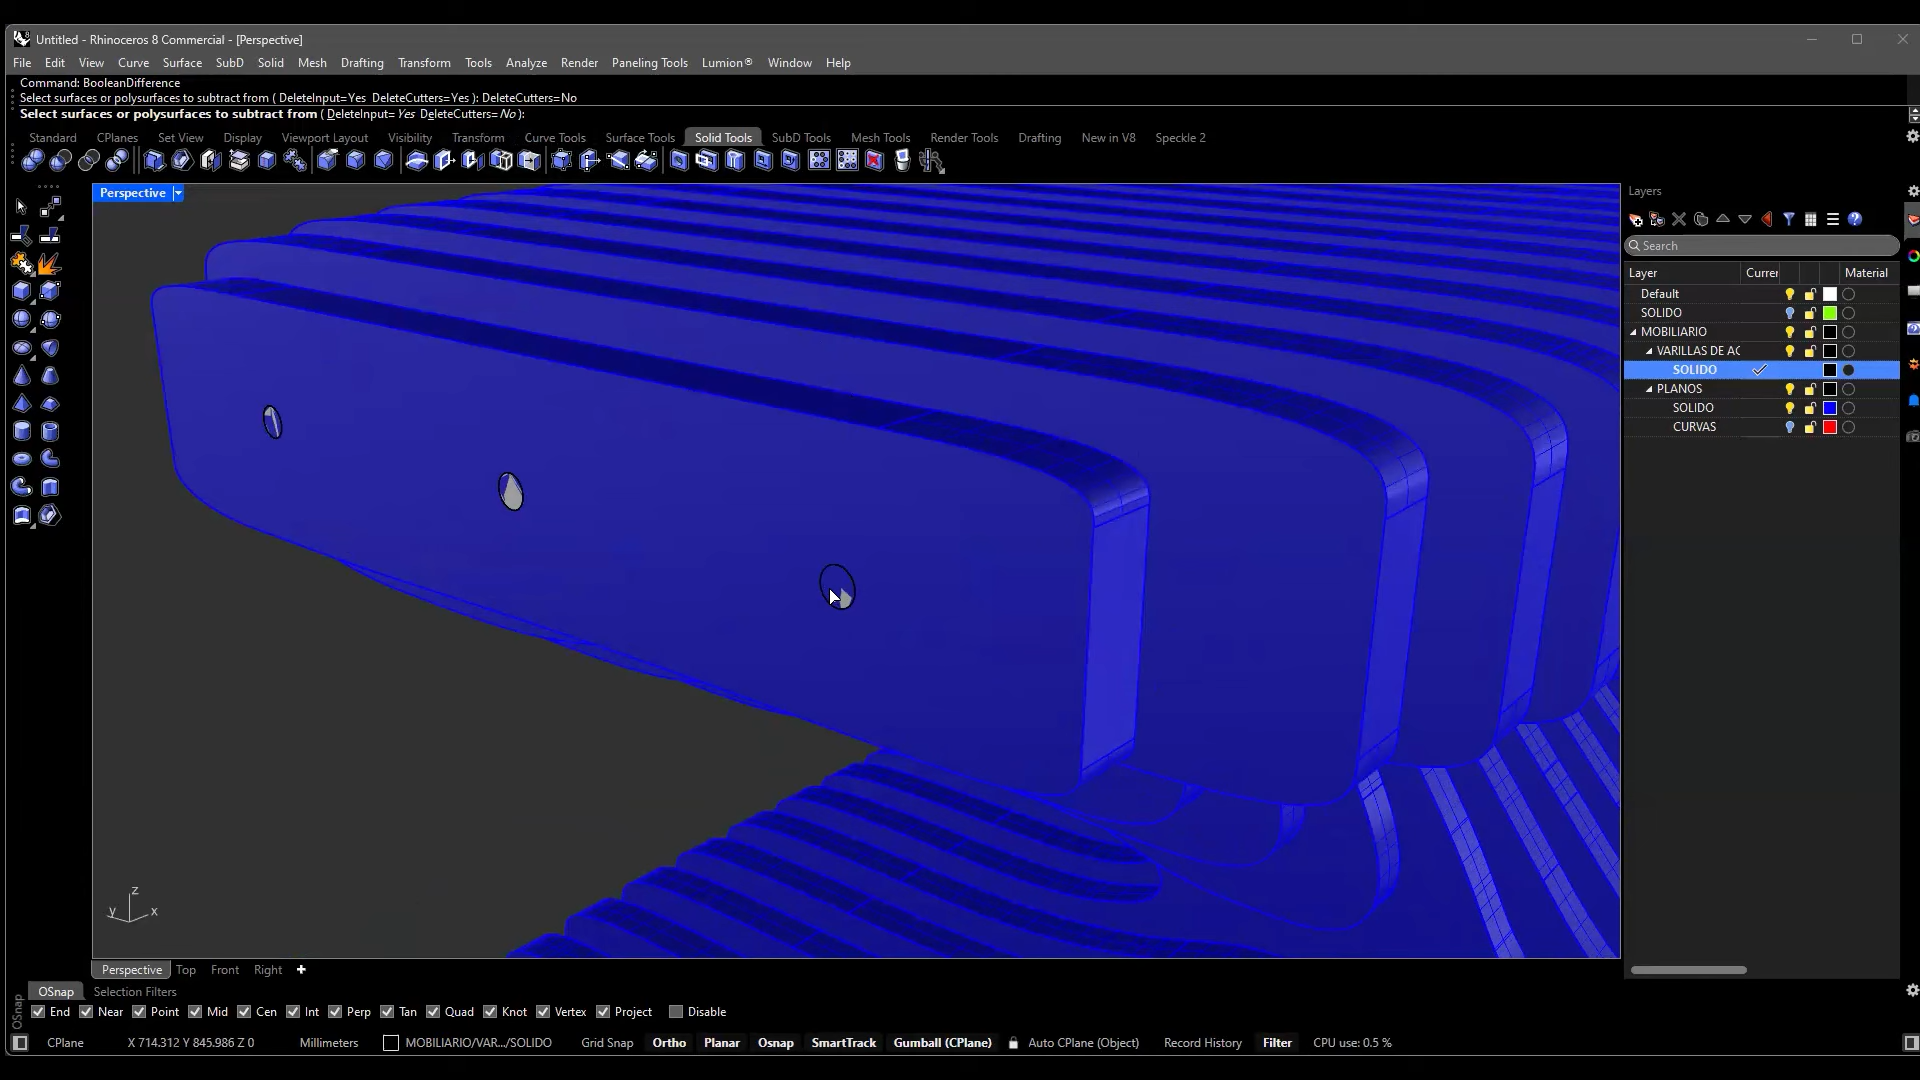 Untitled - Rhinoceros 8 Commercial - [Perspective]
File Edit View Curve Surface SubD Solid Mesh Drafting Transform Tools Analyze Render Paneling Tools Lumion® Window Help
Command: BooleanDifference
Select surfaces or polysurfaces to subtract from ( DeleteInput=Yes DeleteCutters=Yes ): DeleteCutters=No
Select surfaces or polysurfaces to subtract from ( DeleteInput=Yes DeleteCutters=No ):
Standard CPlanes Set View Display Viewport Layout Visibility Transform Curve Tools Surface Tools Solid Tools SubD Tools Mesh Tools Render Tools Drafting New in V8 Speckle 2
Perspective
Layers
Search
Layer Currer Material
Default
SOLIDO
MOBILIARIO
VARILLAS DE AC
SOLIDO
PLANOS
SOLIDO
CURVAS
z
y x
Perspective Top Front Right
OSnap Selection Filters
OSnap
End Near Point Mid Cen Int Perp Tan Quad Knot Vertex Project Disable
CPlane X 714.312 Y 845.986 Z 0 Millimeters MOBILIARIO/VAR.../SOLIDO Grid Snap Ortho Planar Osnap SmartTrack Gumball (CPlane) Auto CPlane (Object) Record History Filter CPU use: 0.5 %